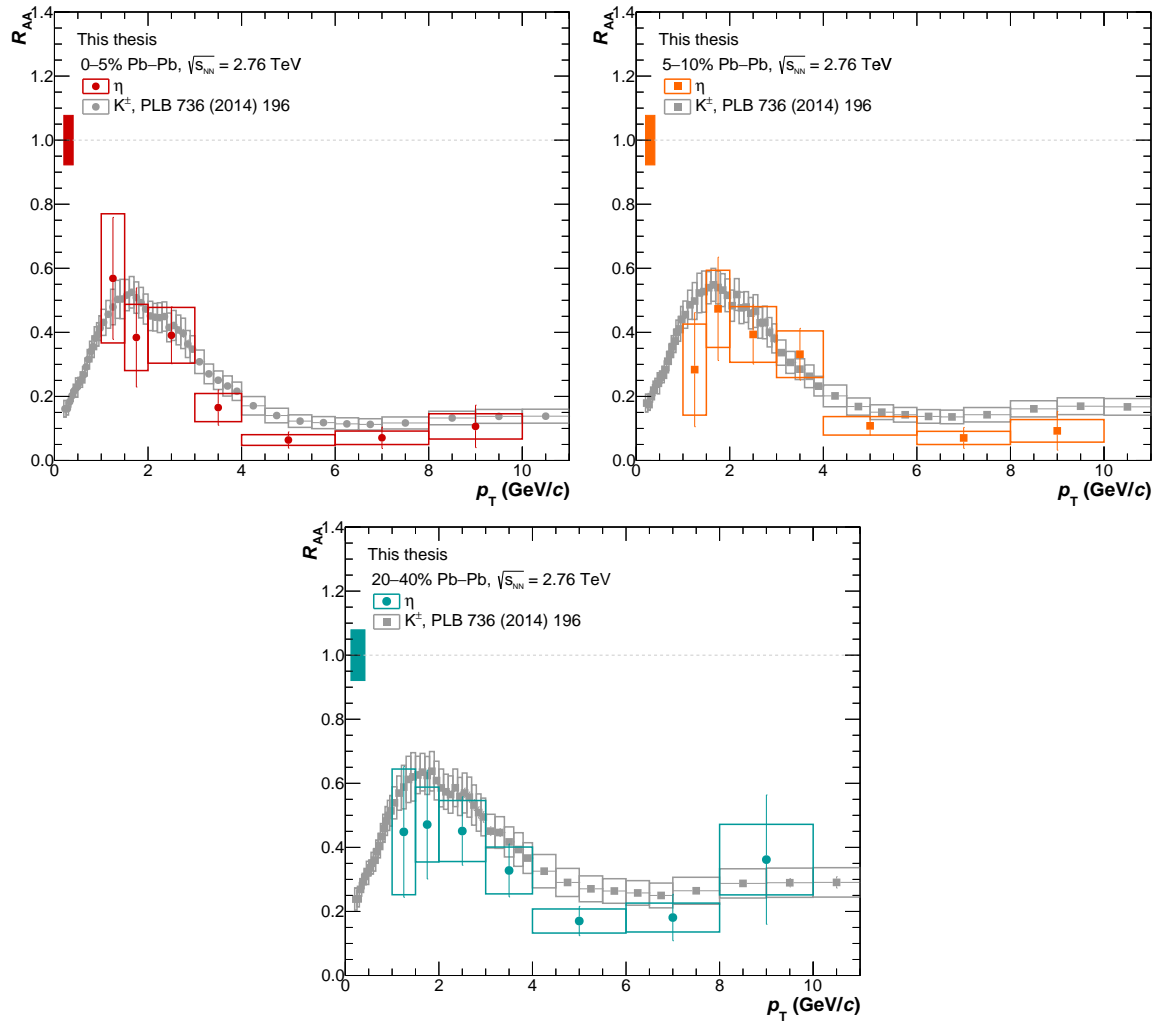 R_AA
1.4
1.2
1.0
0.8
0.6
0.4
0.2
0.0
This thesis
0–5% Pb–Pb, √s_NN = 2.76 TeV
η
K±, PLB 736 (2014) 196
0 2 4 6 8 10
p_T (GeV/c)
R_AA
1.4
1.2
1.0
0.8
0.6
0.4
0.2
0.0
This thesis
5–10% Pb–Pb, √s_NN = 2.76 TeV
η
K±, PLB 736 (2014) 196
0 2 4 6 8 10
p_T (GeV/c)
R_AA
1.4
1.2
1.0
0.8
0.6
0.4
0.2
0.0
This thesis
20–40% Pb–Pb, √s_NN = 2.76 TeV
η
K±, PLB 736 (2014) 196
0 2 4 6 8 10
p_T (GeV/c)